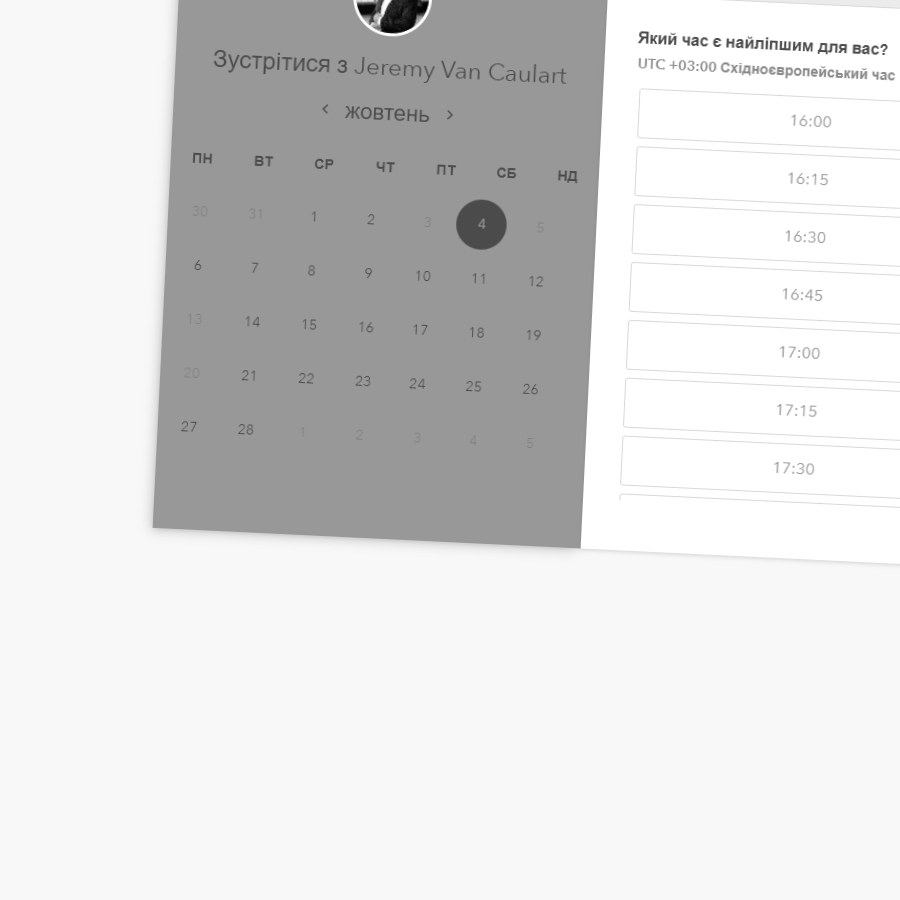 Зустрітися з Jeremy Van Caulart
‹ жовтень ›
ПН ВТ СР ЧТ ПТ СБ НД
30 31 1 2 3 4 5
6 7 8 9 10 11 12
13 14 15 16 17 18 19
20 21 22 23 24 25 26
27 28 1 2 3 4 5
Який час є найліпшим для вас?
UTC +03:00 Східноєвропейський час
16:00
16:15
16:30
16:45
17:00
17:15
17:30